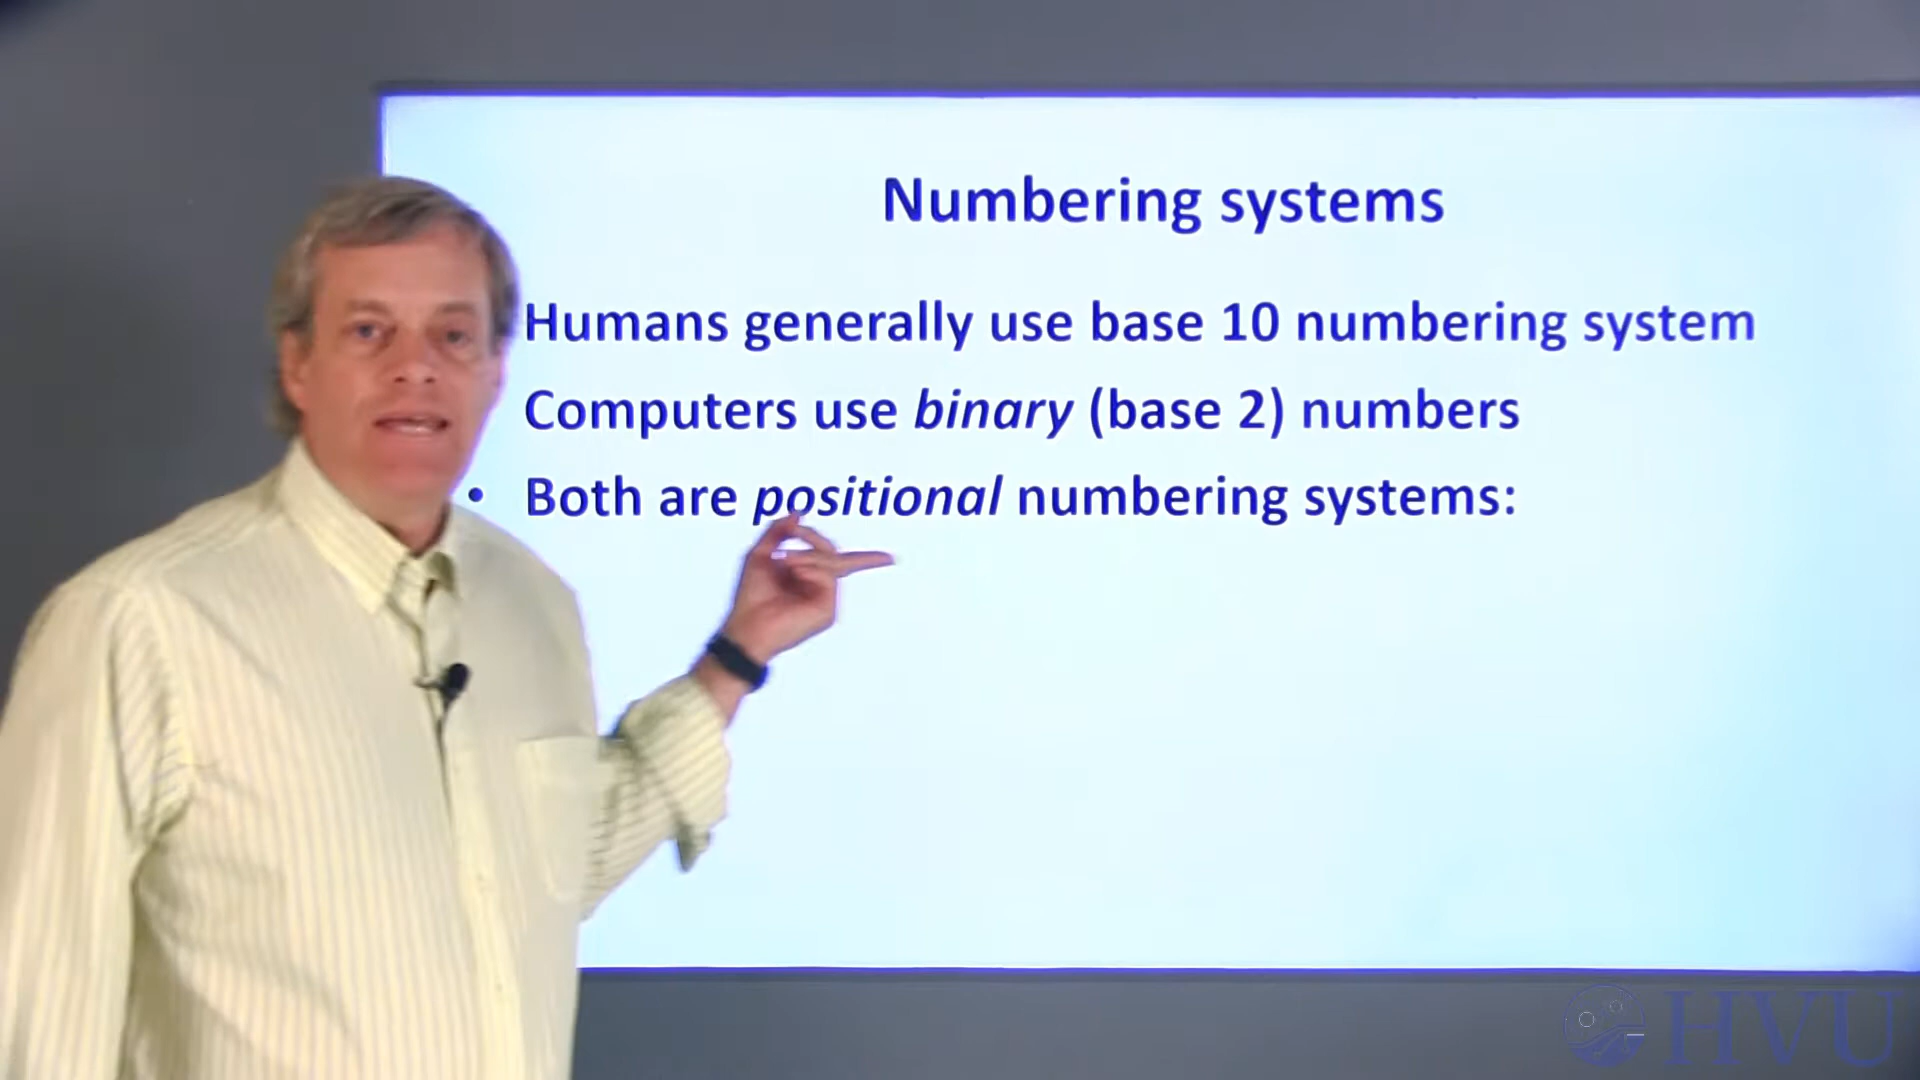 Numbering systems
Humans generally use base 10 numbering system
Computers use binary (base 2) numbers
• Both are positional numbering systems:
HVU